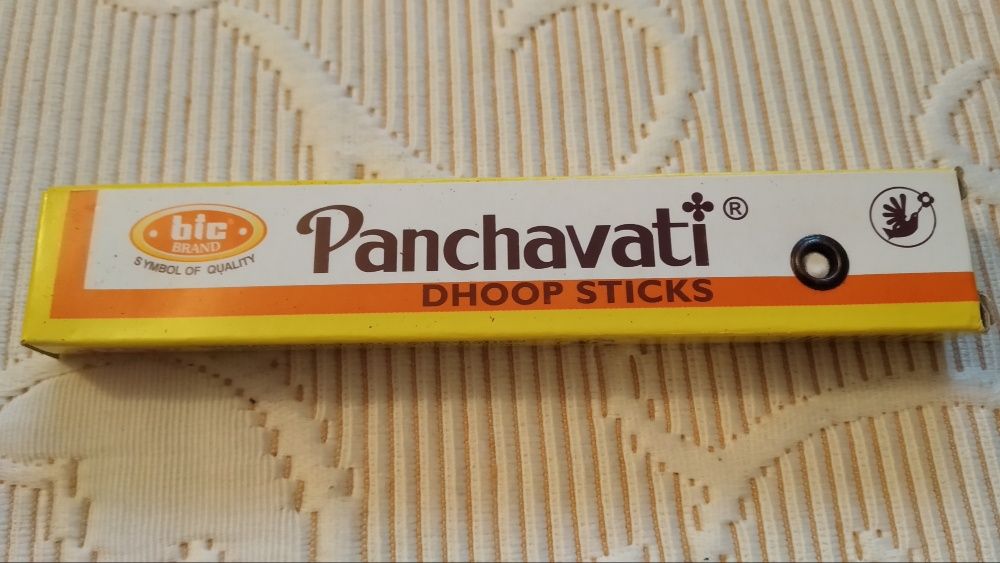 bic
BRAND
SYMBOL OF QUALITY
Panchavati®
DHOOP STICKS